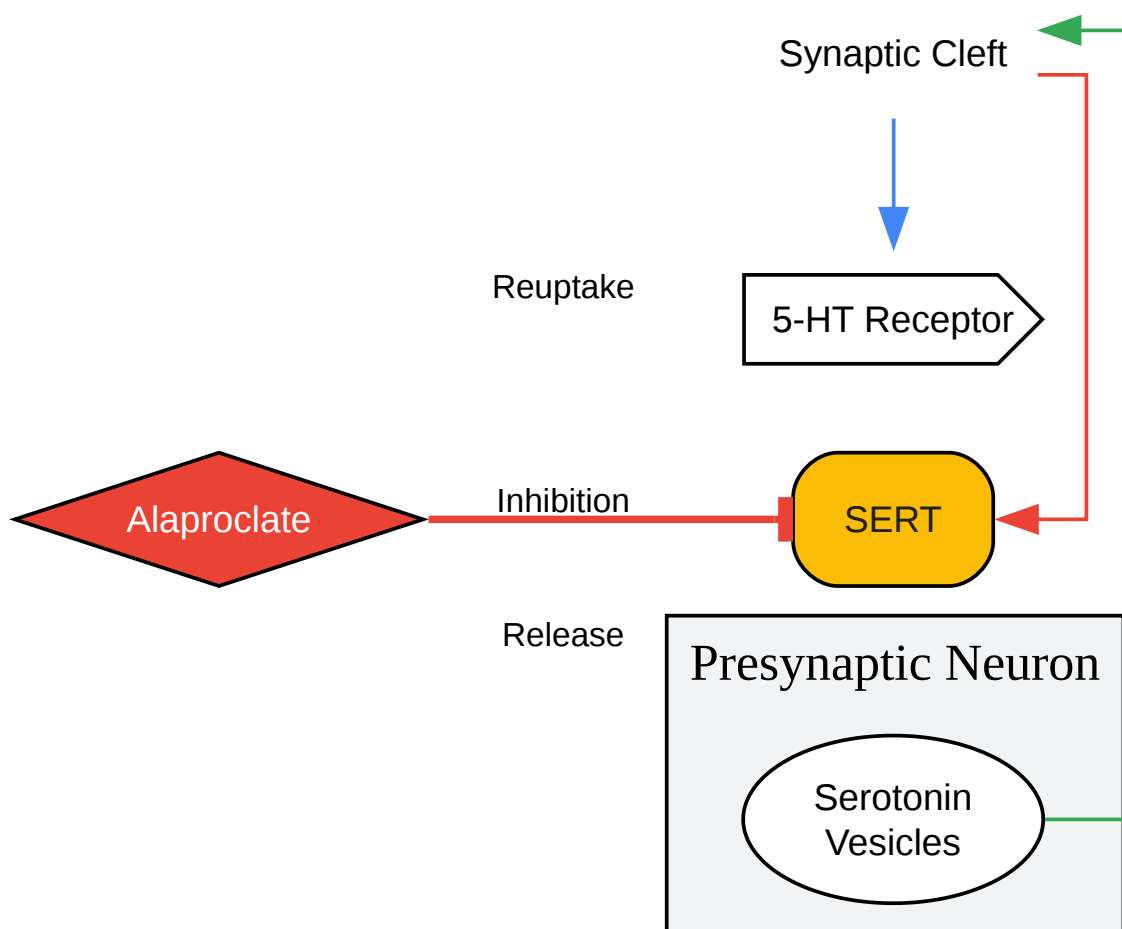 Synaptic Cleft
Reuptake
5-HT Receptor
Alaproclate
Inhibition
SERT
Release
Presynaptic Neuron
Serotonin
Vesicles